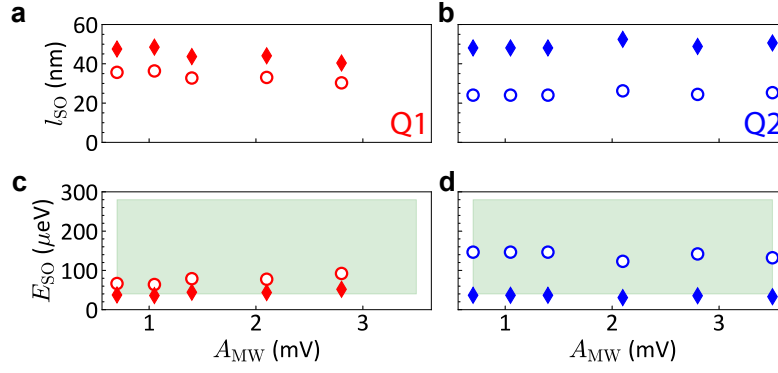 a
b
60
40
20
0
l_SO (nm)
Q1
Q2
c
d
300
200
100
0
E_SO (μeV)
1
2
3
1
2
3
A_MW (mV)
A_MW (mV)